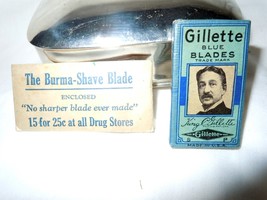 The Burma-Shave Blade
ENCLOSED
"No sharper blade ever made"
15 for 25c at all Drug Stores
Gillette
BLUE
BLADES
TRADE MARK
King C Gillette
Gillette
MADE IN U.S.A.